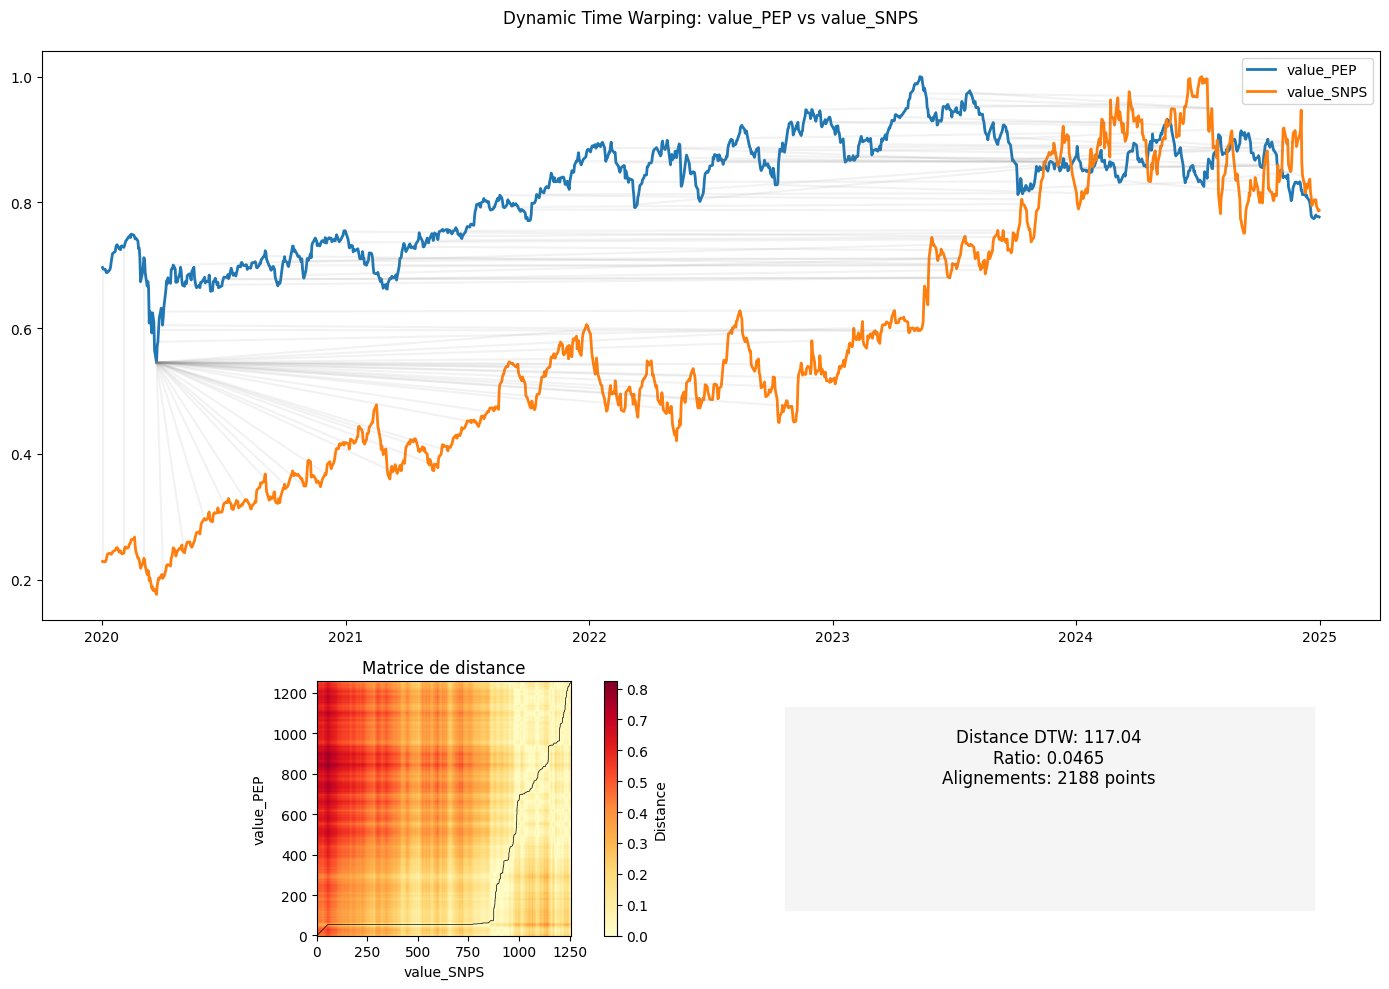 Dynamic Time Warping: value_PEP vs value_SNPS
value_PEP
value_SNPS
1.0
0.8
0.6
0.4
0.2
2020 2021 2022 2023 2024 2025
Matrice de distance
value_PEP
1200
1000
800
600
400
200
0
0 250 500 750 1000 1250
value_SNPS
0.8
0.7
0.6
0.5
0.4
0.3
0.2
0.1
0.0
Distance
Distance DTW: 117.04
Ratio: 0.0465
Alignements: 2188 points